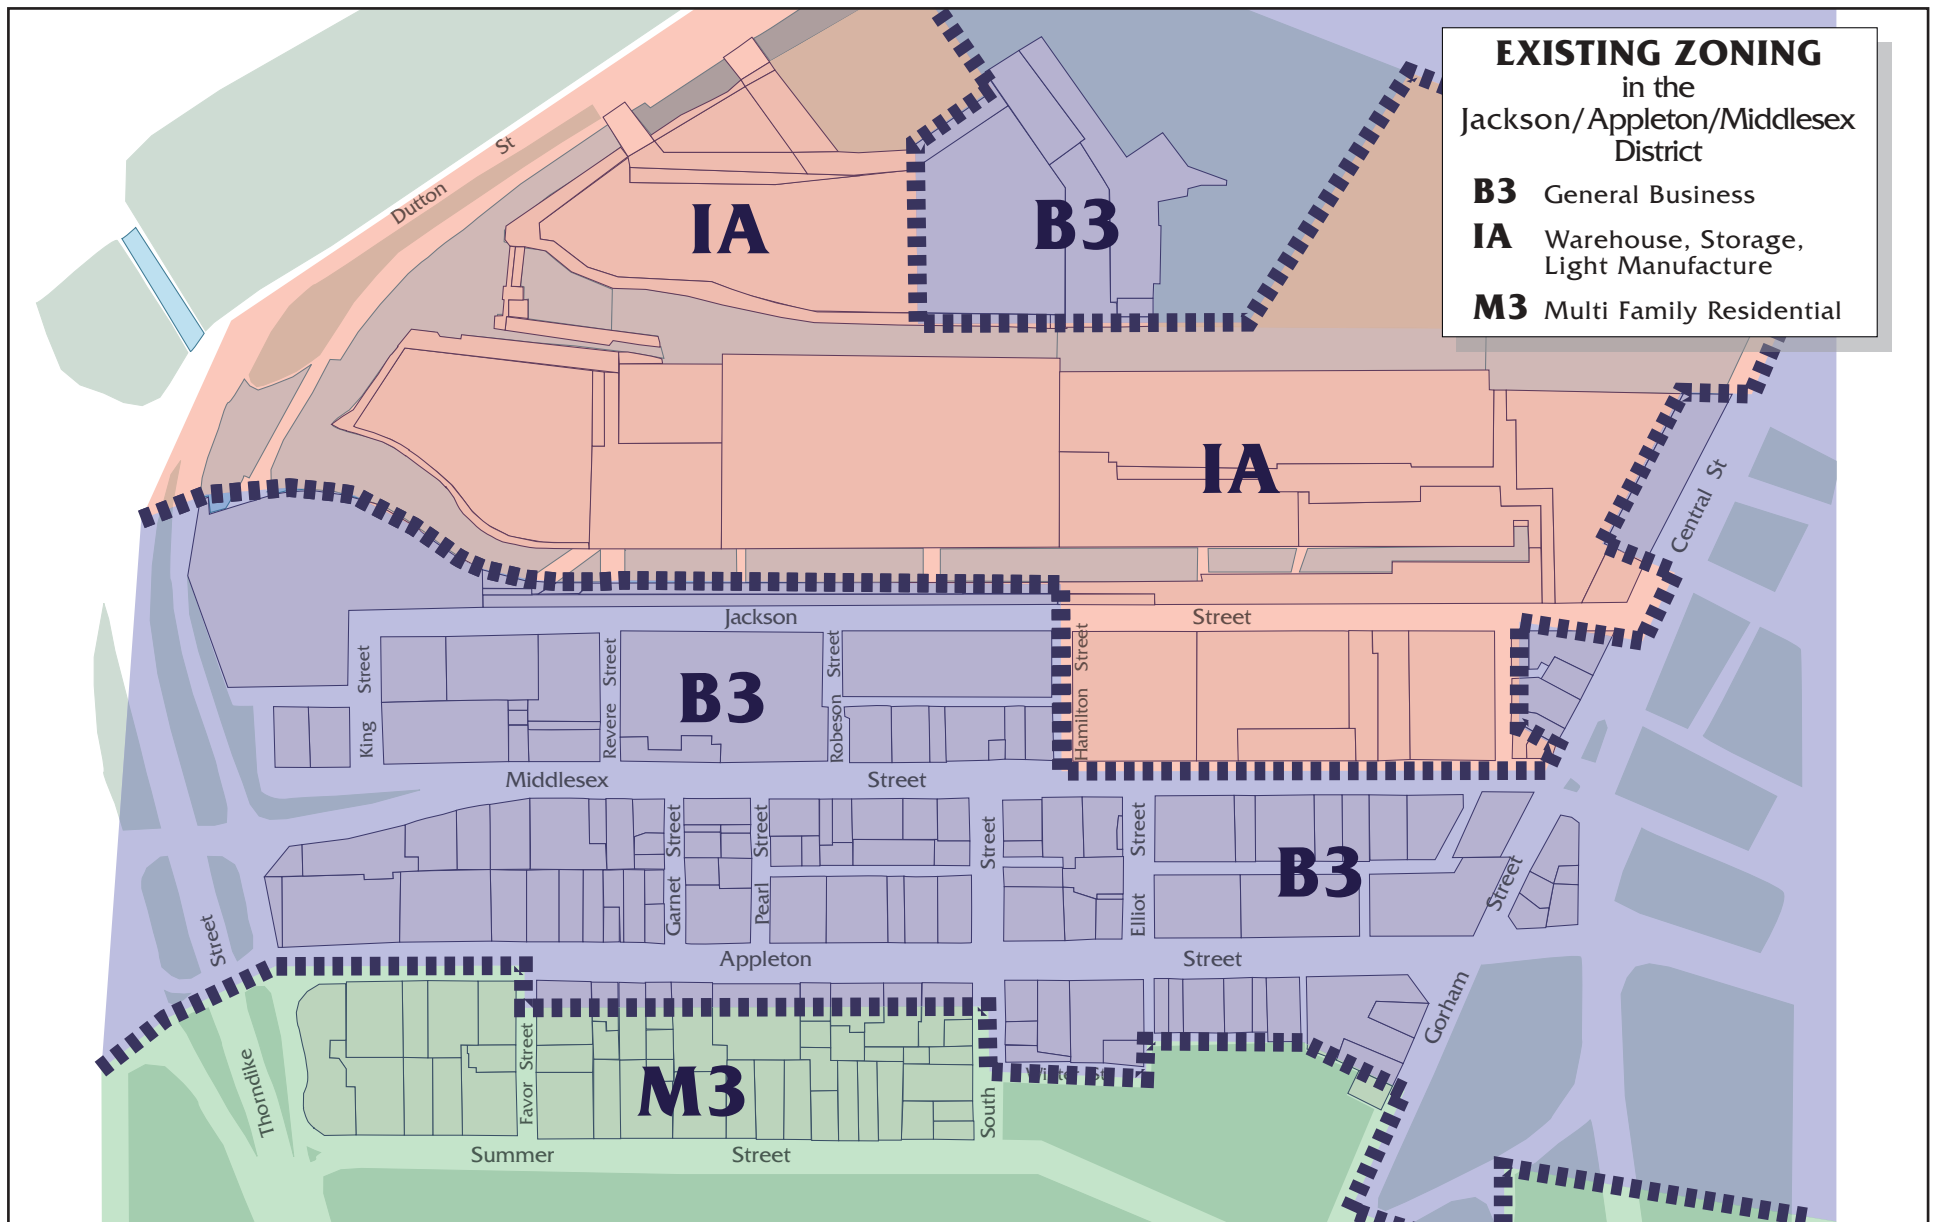 EXISTING ZONING
in the
Jackson/Appleton/Middlesex
District
B3 General Business
IA Warehouse, Storage,
Light Manufacture
M3 Multi Family Residential
Dutton St
IA
B3
IA
Central St
Jackson Street
King Street
Revere Street
B3
Robeson Street
Hamilton Street
Middlesex Street
Garnet Street
Pearl Street
Street
Elliot Street
B3
Street
Street
Appleton Street
Gorham
Thorndike
Favor Street
M3
South
Winter St
Summer Street